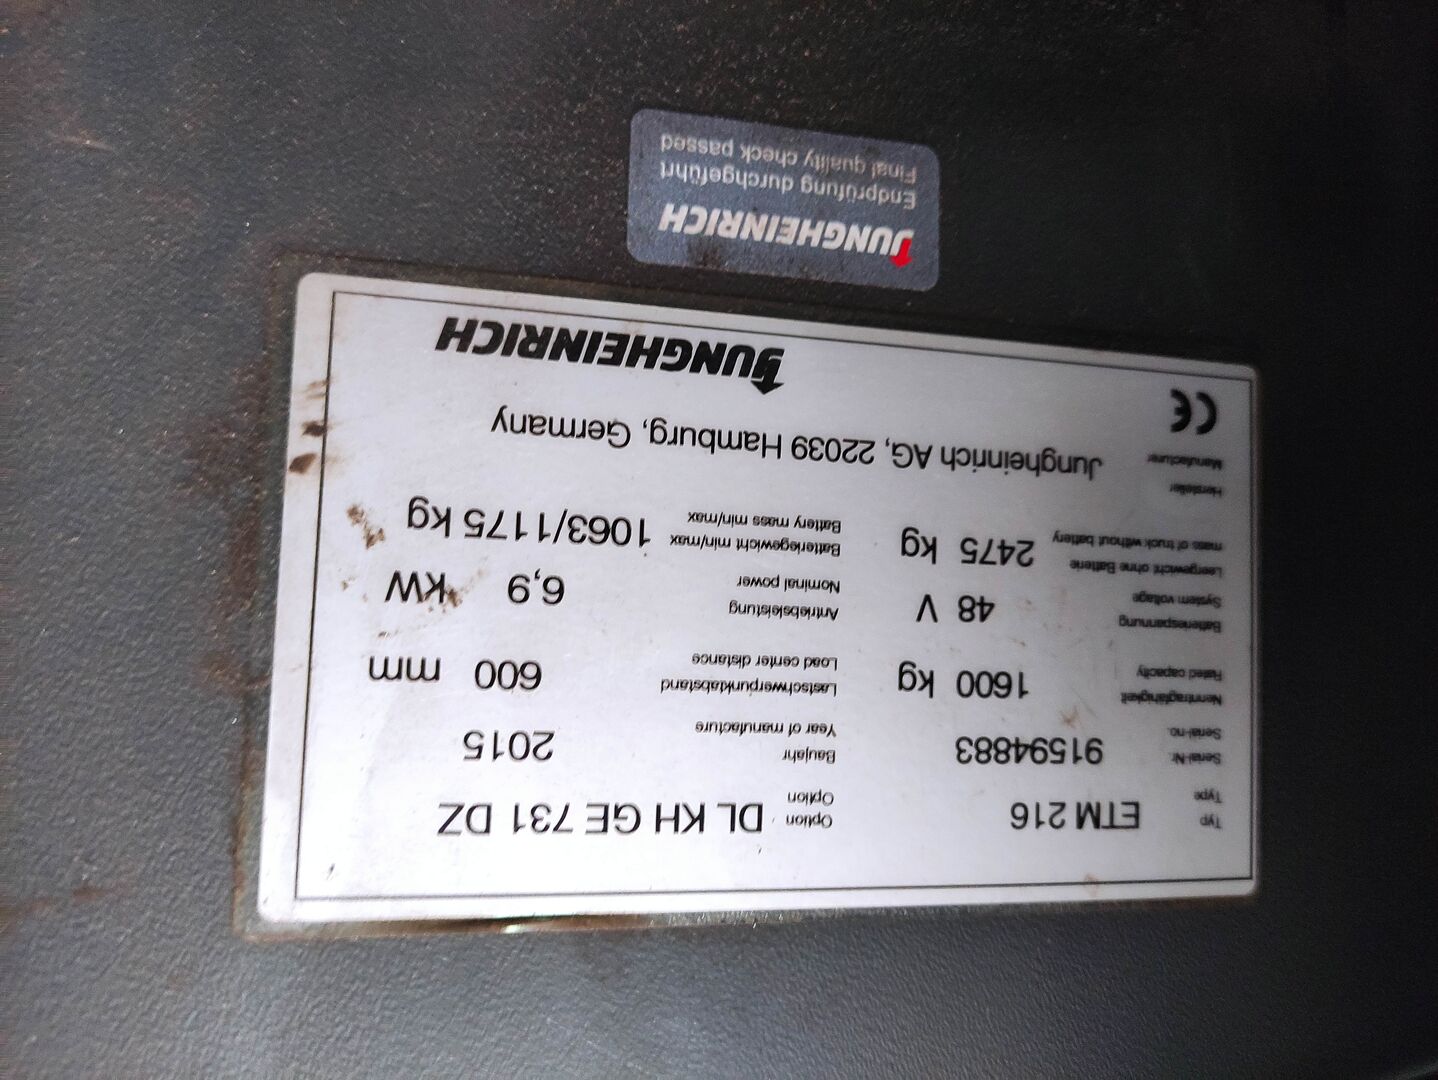 Typ ETM 216 Option DL KH GE 731 DZ
Type Option
Serial-Nr. 91594883 Baujahr 2015
Serial-no. Year of manufacture
Nenntragfähigkeit 1600 kg Lastschwerpunktabstand 600 mm
Rated capacity Load center distance
Batteriespannung 48 V Antriebsleistung 6,9 kW
System voltage Nominal power
Leergewicht ohne Batterie 2475 kg Batteriegewicht min/max 1063/1175 kg
mass of truck without battery Battery mass min/max
Hersteller Jungheinrich AG, 22039 Hamburg, Germany
Manufacturer
CE JUNGHEINRICH
JUNGHEINRICH
Endprüfung durchgeführt
Final quality check passed